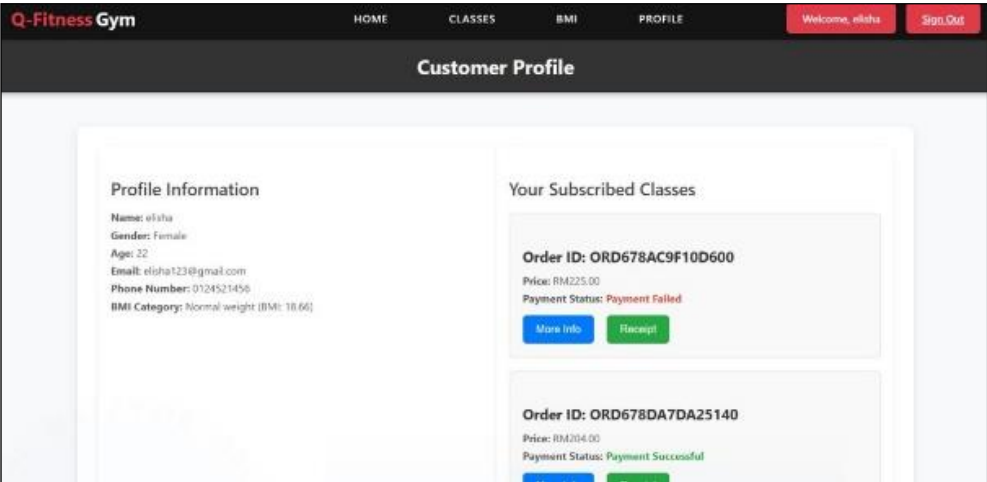 Q-Fitness Gym HOME CLASSES BMI PROFILE Welcome, elisha Sign Out
Customer Profile
Profile Information
Name: elisha
Gender: Female
Age: 22
Email: elisha123@gmail.com
Phone Number: 0124521456
BMI Category: Normal weight (BMI: 18.66)
Your Subscribed Classes
Order ID: ORD678AC9F10D600
Price: RM225.00
Payment Status: Payment Failed
More Info Receipt
Order ID: ORD678DA7DA25140
Price: RM204.00
Payment Status: Payment Successful